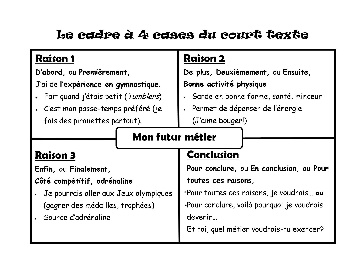 Le cadre à 4 cases du court texte
Raison 1
D'abord, ou Premièrement,
J'ai de l'expérience en gymnastique.
Fait quand j'étais petit (Tumblers)
C'est mon passe-temps préféré (je
fais des pirouettes partout).
Raison 2
De plus, Deuxièmement, ou Ensuite,
Bonne activité physique
Garde en bonne forme, santé, minceur
Permet de dépenser de l'énergie
(J'aime bouger!)
Mon futur métier
Raison 3
Enfin, ou Finalement,
Côté compétitif, adrénaline
Je pourrais aller aux Jeux olympiques
(gagner des médailles, trophées)
Source d'adrénaline
Conclusion
Pour conclure, ou En conclusion, ou Pour
toutes ces raisons,
-Pour toutes ces raisons, je voudrais... ou
-Pour conclure, voilà pourquoi je voudrais
devenir...
Et toi, quel métier voudrais-tu exercer?